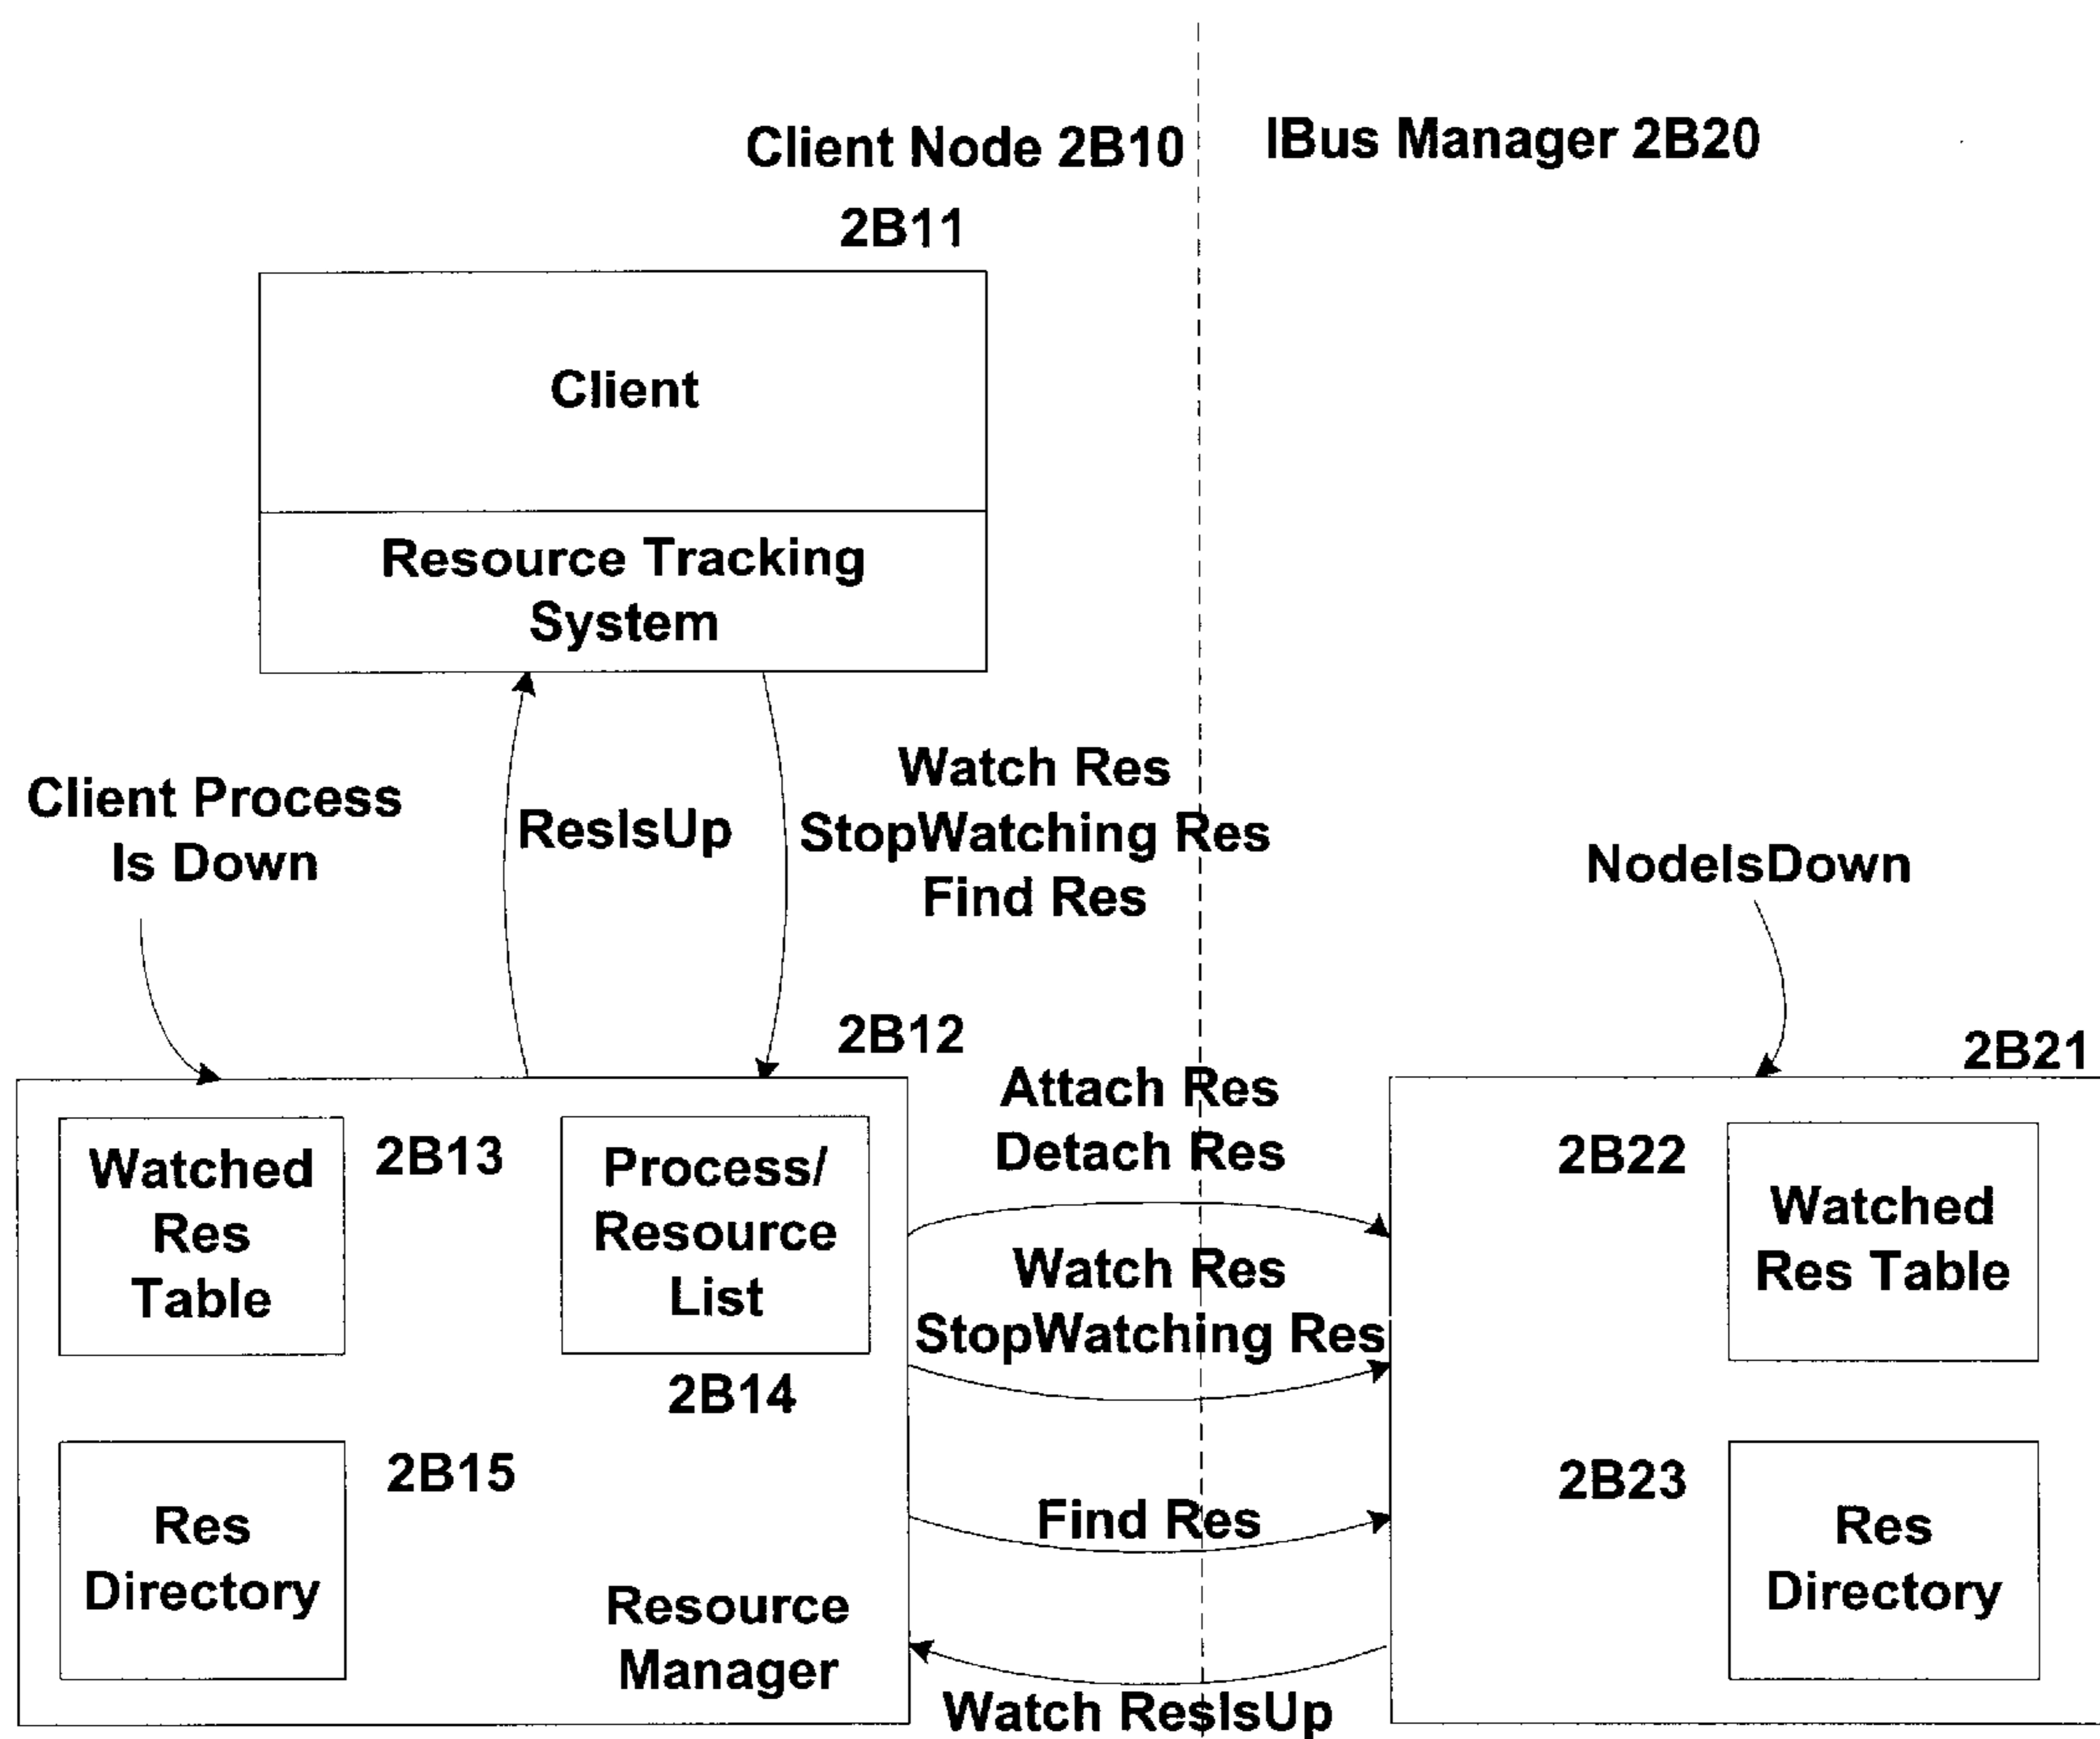 Client Node 2B10
IBus Manager 2B20
2B11
Client
Resource Tracking
System
Client Process
Is Down
ResIsUp
Watch Res
StopWatching Res
Find Res
NodeIsDown
2B12
2B21
Attach Res
Detach Res
Watched
Res
Table
2B13
Process/
Resource
List
2B14
Watch Res
StopWatching Res
2B22
Watched
Res Table
Res
Directory
2B15
Find Res
2B23
Res
Directory
Resource
Manager
Watch ResIsUp